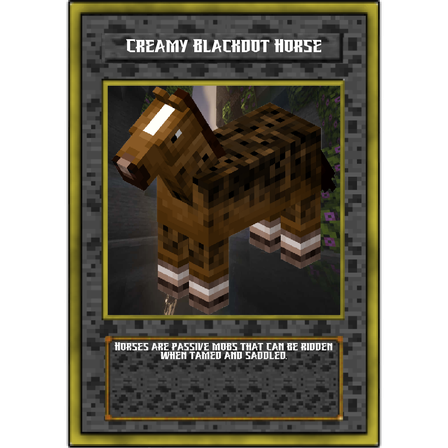 Creamy Blackdot Horse
Horses are passive mobs that can be ridden
when tamed and saddled.